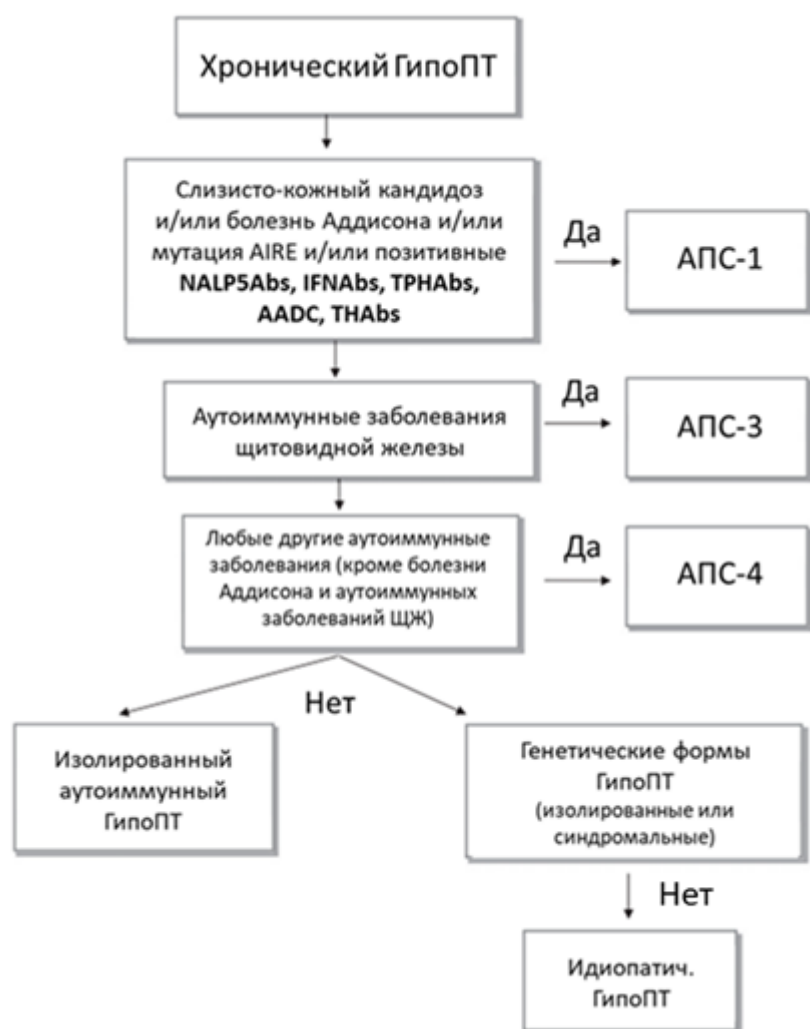 Хронический ГипоПТ
Слизисто-кожный кандидоз
и/или болезнь Аддисона и/или
мутация AIRE и/или позитивные
NALP5Abs, IFNAbs, TPHAbs,
AADC, THAbs
Да
АПС-1
Аутоиммунные заболевания
щитовидной железы
Да
АПС-3
Любые другие аутоиммунные
заболевания (кроме болезни
Аддисона и аутоиммунных
заболеваний ЩЖ)
Да
АПС-4
Нет
Изолированный
аутоиммунный
ГипоПТ
Генетические формы
ГипоПТ
(изолированные или
синдромальные)
Нет
Идиопатич.
ГипоПТ